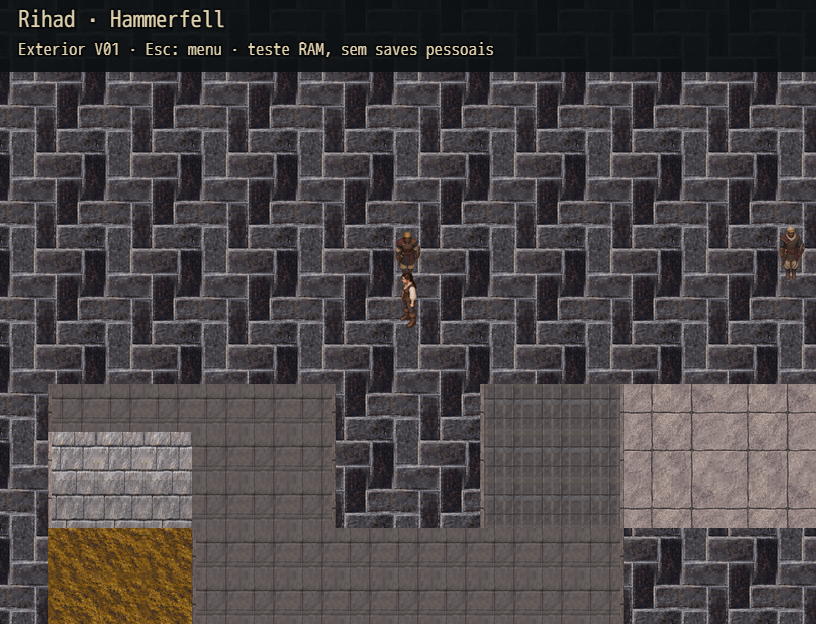 Rihad · Hammerfell
Exterior V01 · Esc: menu · teste RAM, sem saves pessoais